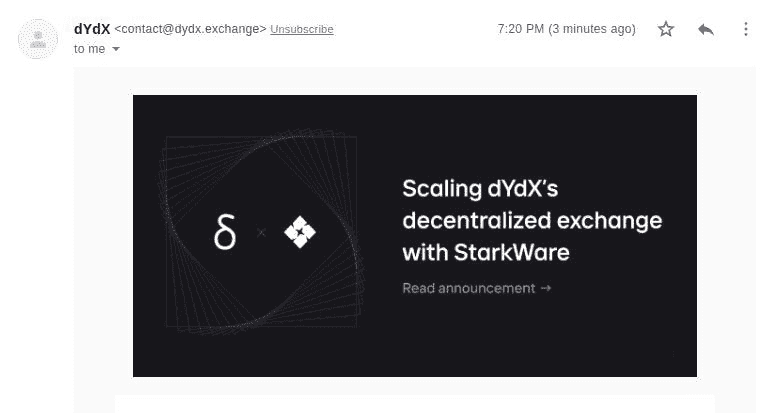 dYdX <contact@dydx.exchange> Unsubscribe 7:20 PM (3 minutes ago)
to me
δ × 
Scaling dYdX's
decentralized exchange
with StarkWare
Read announcement →